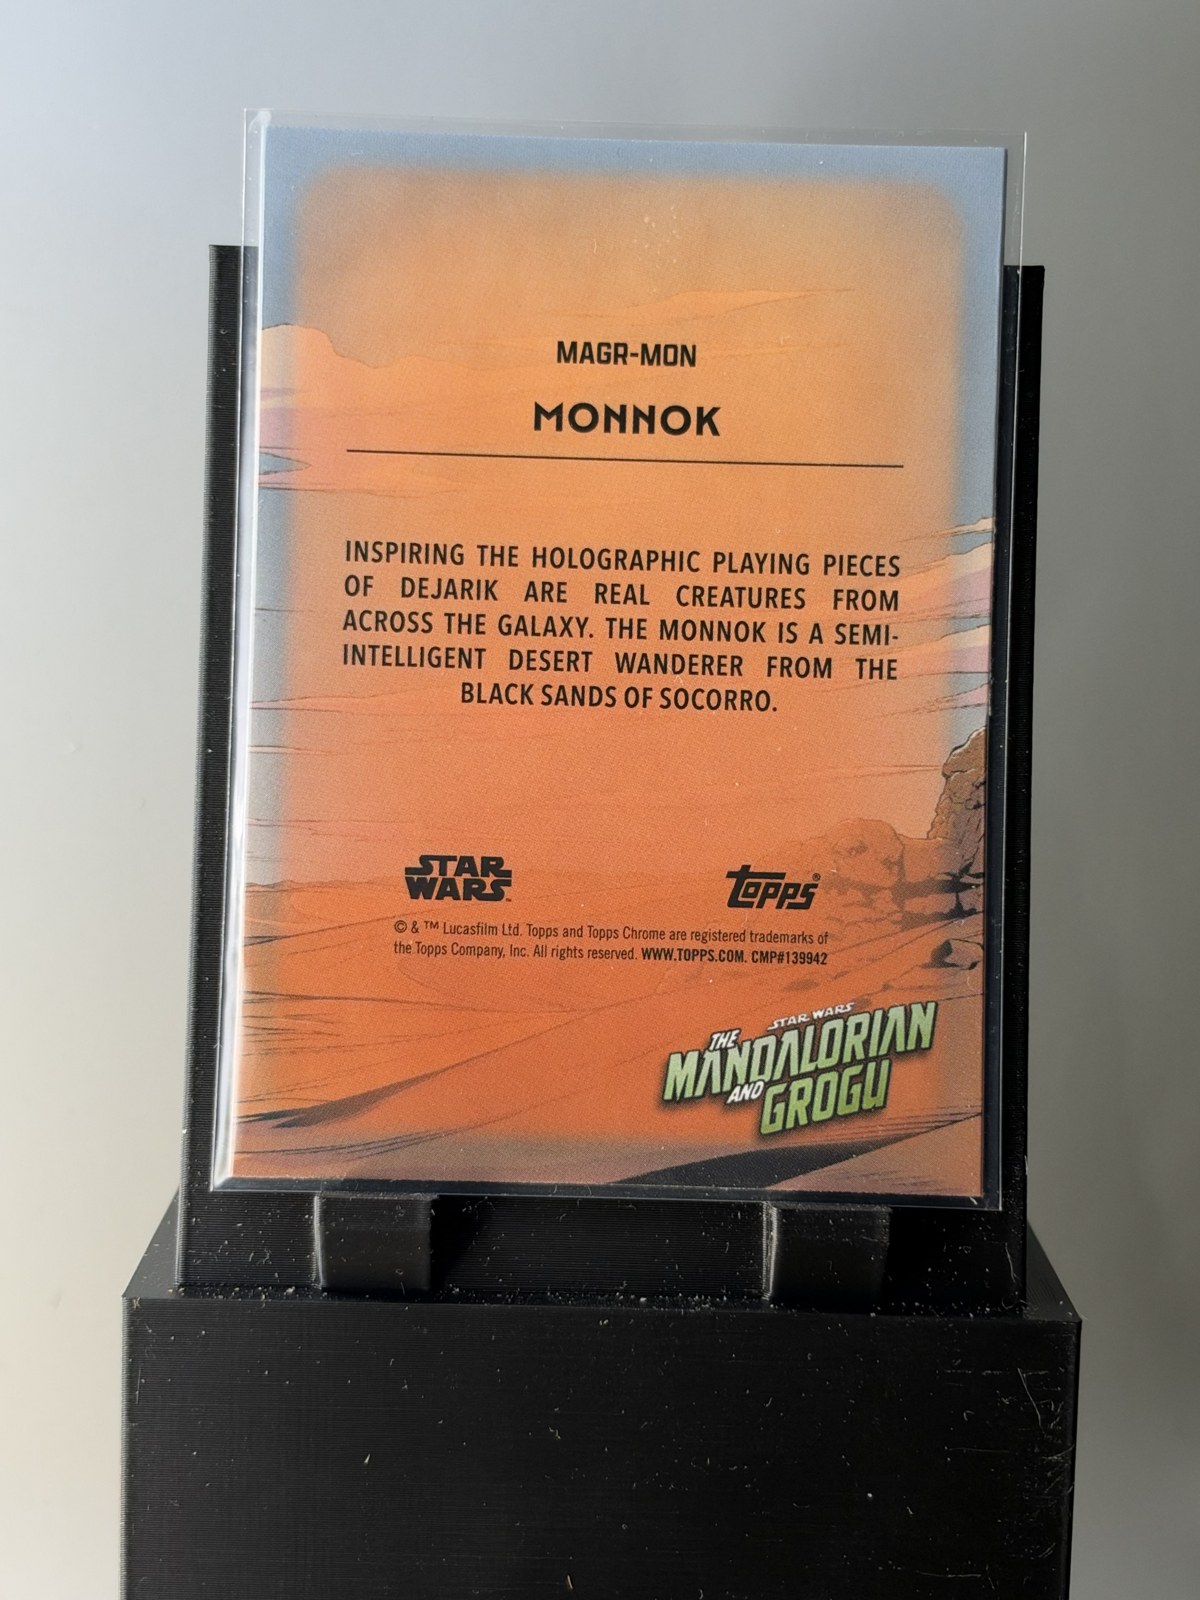 MAGR-MON
MONNOK
INSPIRING THE HOLOGRAPHIC PLAYING PIECES
OF DEJARIK ARE REAL CREATURES FROM
ACROSS THE GALAXY. THE MONNOK IS A SEMI-
INTELLIGENT DESERT WANDERER FROM THE
BLACK SANDS OF SOCORRO.
STAR
WARS™
topps®
© & ™ Lucasfilm Ltd. Topps and Topps Chrome are registered trademarks of
the Topps Company, Inc. All rights reserved. WWW.TOPPS.COM. CMP#139942
STAR WARS
THE
MANDALORIAN
AND GROGU